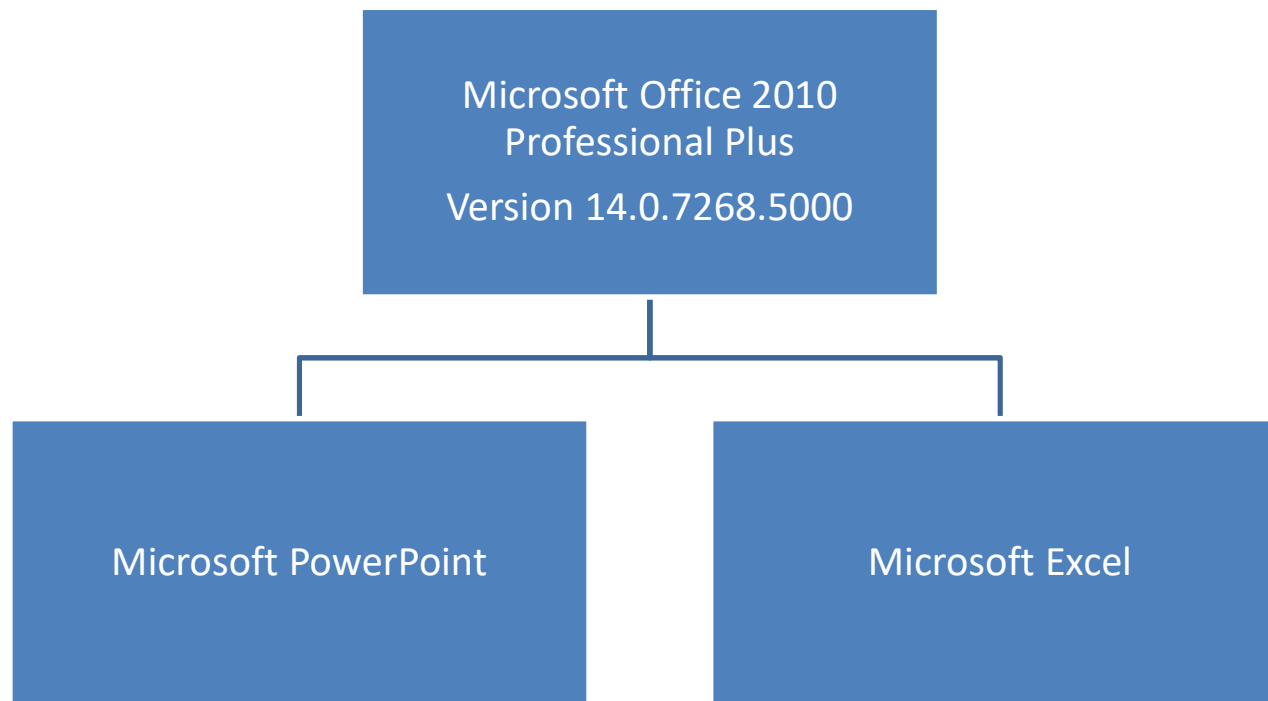 Microsoft Office 2010
Professional Plus
Version 14.0.7268.5000
Microsoft PowerPoint
Microsoft Excel